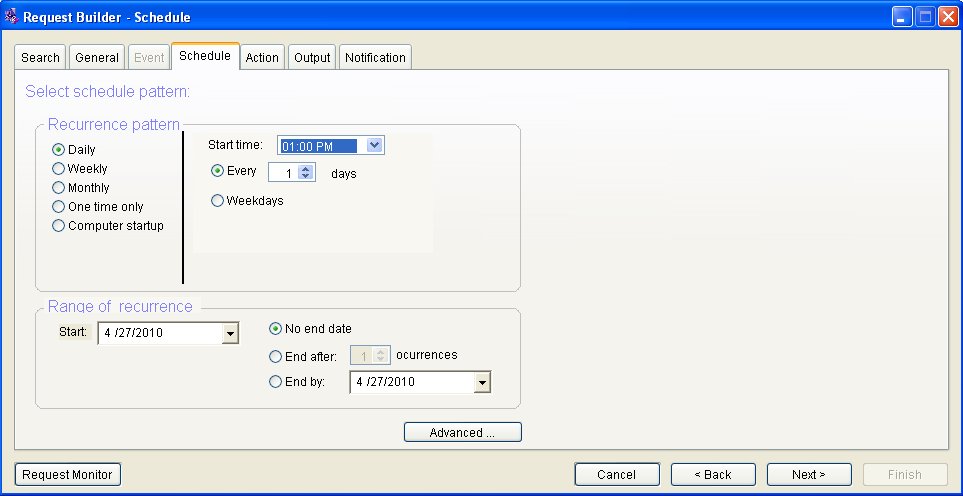 Request Builder - Schedule
Search General Event Schedule Action Output Notification
Select schedule pattern:
Recurrence pattern
Daily
Weekly
Monthly
One time only
Computer startup
Start time: 01:00 PM
Every 1 days
Weekdays
Range of recurrence
Start: 4 /27/2010
No end date
End after: 1 ocurrences
End by: 4 /27/2010
Advanced ...
Request Monitor Cancel < Back Next > Finish